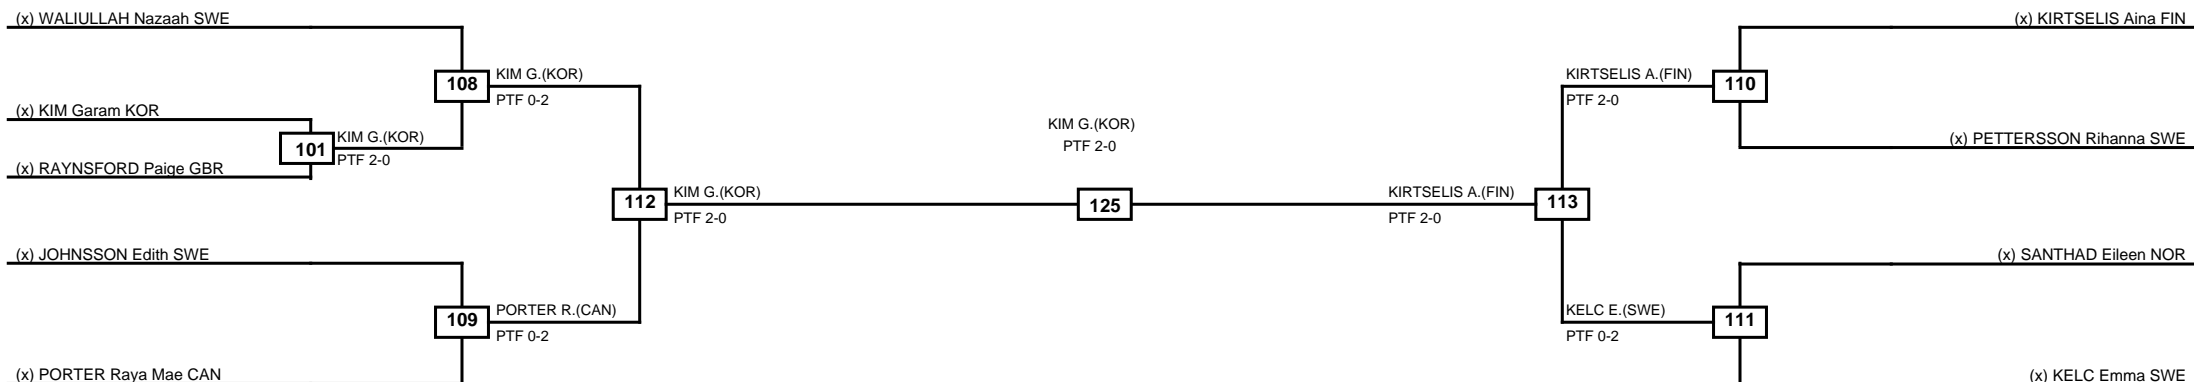 (x) WALIULLAH Nazaah SWE
(x) KIRTSELIS Aina FIN
108
KIM G.(KOR)
PTF 0-2
KIRTSELIS A.(FIN)
PTF 2-0
110
(x) KIM Garam KOR
101
KIM G.(KOR)
PTF 2-0
KIM G.(KOR)
PTF 2-0
(x) PETTERSSON Rihanna SWE
(x) RAYNSFORD Paige GBR
112
KIM G.(KOR)
PTF 2-0
125
KIRTSELIS A.(FIN)
PTF 2-0
113
(x) JOHNSSON Edith SWE
(x) SANTHAD Eileen NOR
109
PORTER R.(CAN)
PTF 0-2
KELC E.(SWE)
PTF 0-2
111
(x) PORTER Raya Mae CAN
(x) KELC Emma SWE